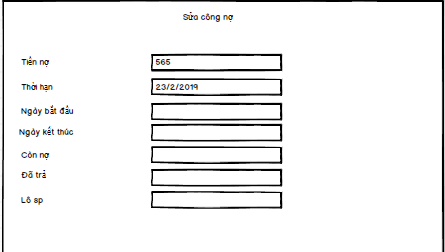 Sửa công nợ
Tiền nợ 565
Thời hạn 23/2/2019
Ngày bắt đầu
Ngày kết thúc
Còn nợ
Đã trả
Lô sp